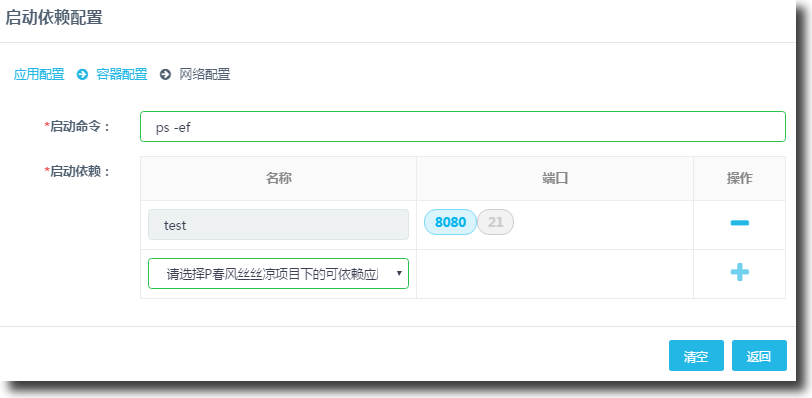 启动依赖配置
应用配置 容器配置 网络配置
*启动命令： ps -ef
*启动依赖： 名称 端口 操作
test 8080 21
请选择P春风丝丝凉项目下的可依赖应
清空 返回